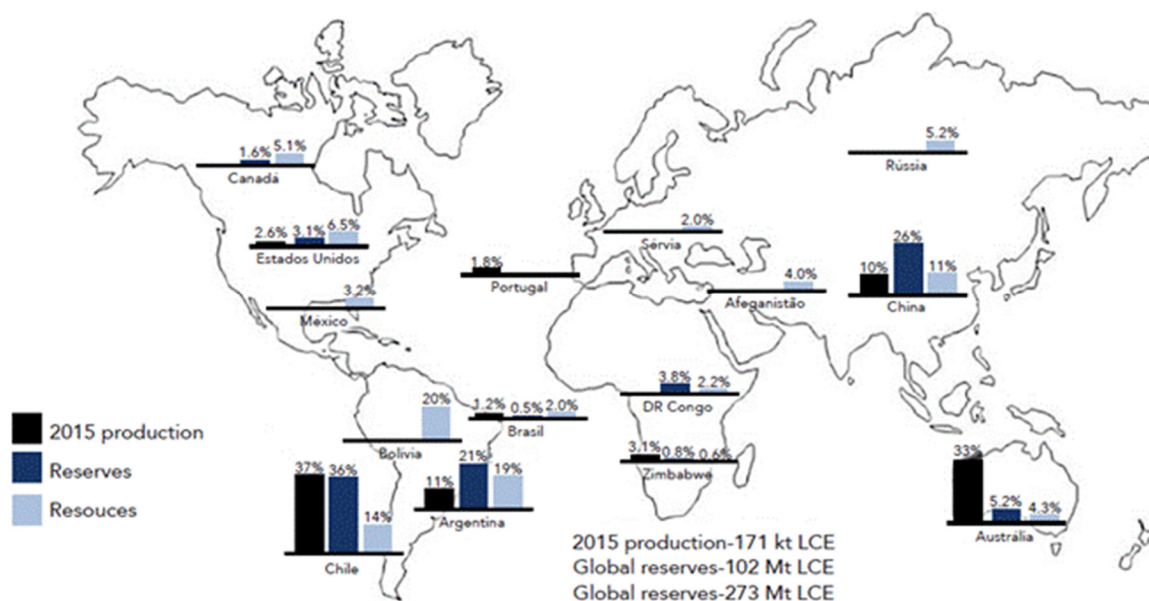 5.2%
Rússia
1.6% 5.1%
Canadá
2.6% 3.1% 6.5%
Estados Unidos
2.0%
Sérvia
1.8%
Portugal
4.0%
Afeganistão
10% 26% 11%
China
3.2%
México
3.8% 2.2%
DR Congo
20%
Bolívia
1.2% 0.5% 2.0%
Brasil
3.1% 0.8% 0.6%
Zimbabwe
37% 36% 14%
Chile
11% 21% 19%
Argentina
33% 5.2% 4.3%
Austrália
2015 production
Reserves
Resouces
2015 production-171 kt LCE
Global reserves-102 Mt LCE
Global reserves-273 Mt LCE